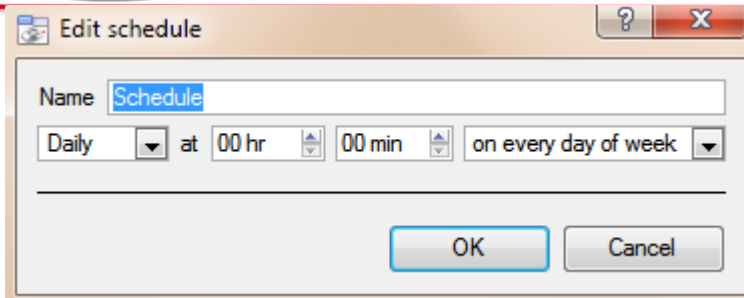 Edit schedule
Name Schedule
Daily at 00 hr 00 min on every day of week
OK Cancel